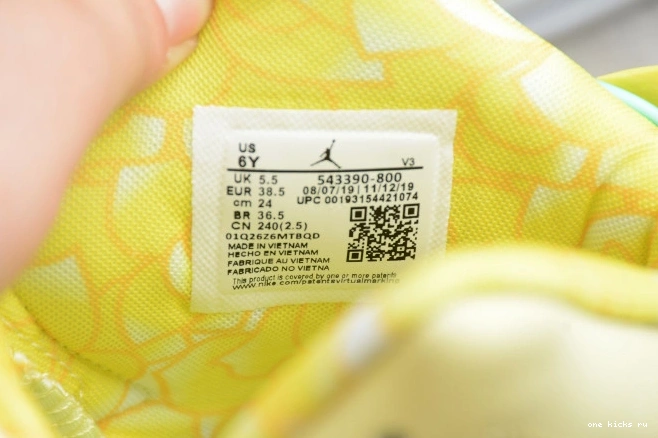 US
6Y
V3
UK 5.5
EUR 38.5
cm 24
BR 36.5
CN 240(2.5)
543390-800
08/07/19 | 11/12/19
UPC 00193154421074
01Q26Z6MTBQD
MADE IN VIETNAM
HECHO EN VIETNAM
FABRIQUE AU VIETNAM
FABRICADO NO VIETNA
This product is covered by one or more patents
www.nike.com/patentsvirtualmarking
one kicks ru